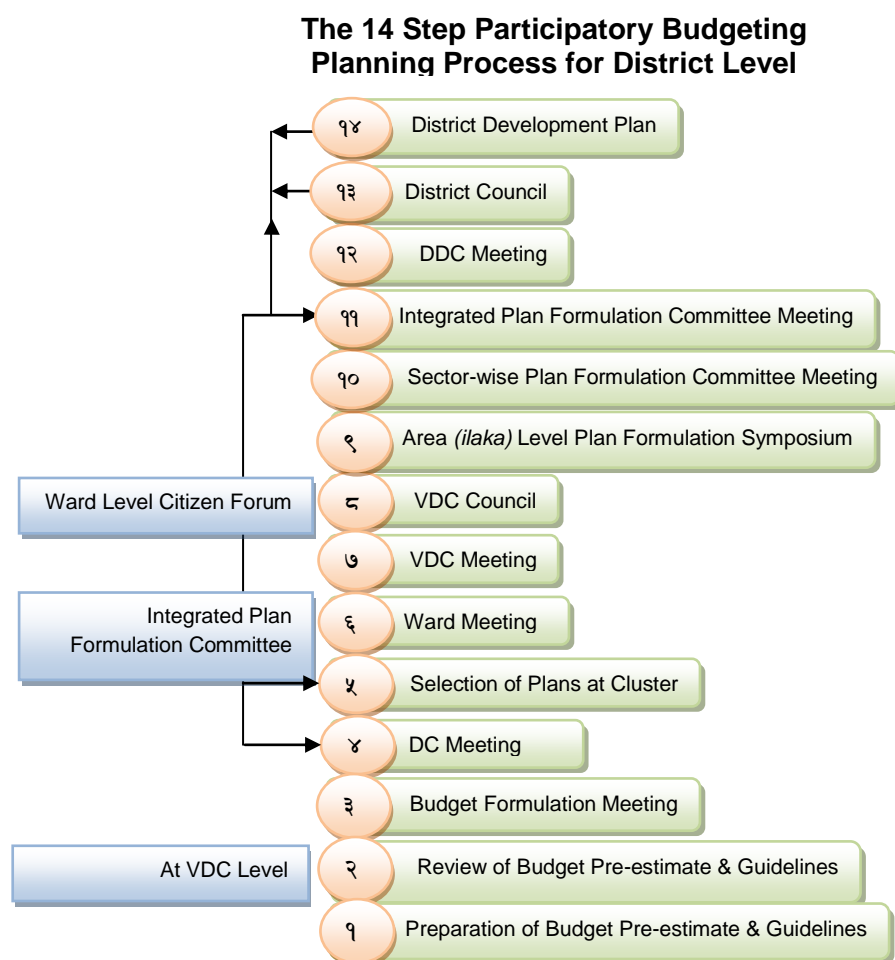 The 14 Step Participatory Budgeting
Planning Process for District Level
१४ District Development Plan
१३ District Council
१२ DDC Meeting
११ Integrated Plan Formulation Committee Meeting
१० Sector-wise Plan Formulation Committee Meeting
९ Area (ilaka) Level Plan Formulation Symposium
Ward Level Citizen Forum
८ VDC Council
७ VDC Meeting
Integrated Plan
Formulation Committee
६ Ward Meeting
५ Selection of Plans at Cluster
४ DC Meeting
३ Budget Formulation Meeting
At VDC Level
२ Review of Budget Pre-estimate & Guidelines
१ Preparation of Budget Pre-estimate & Guidelines